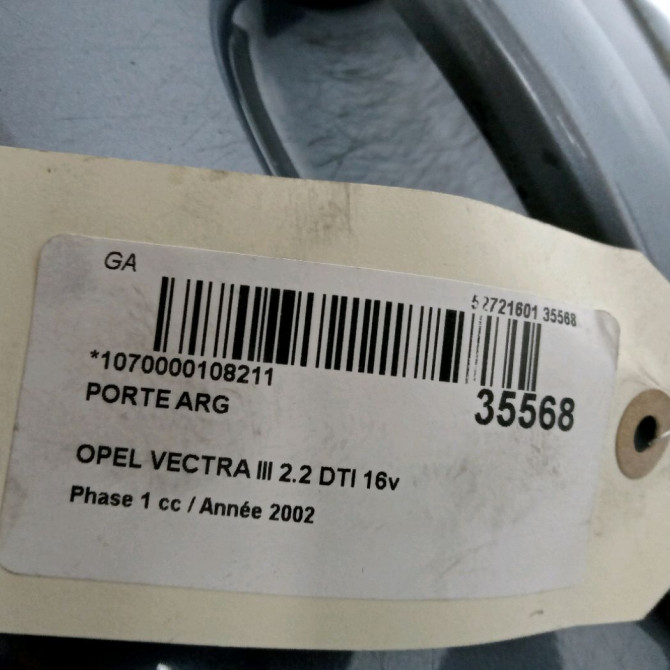 GA
52721601 35568
*1070000108211
PORTE ARG
35568
OPEL VECTRA III 2.2 DTI 16v
Phase 1 cc / Année 2002